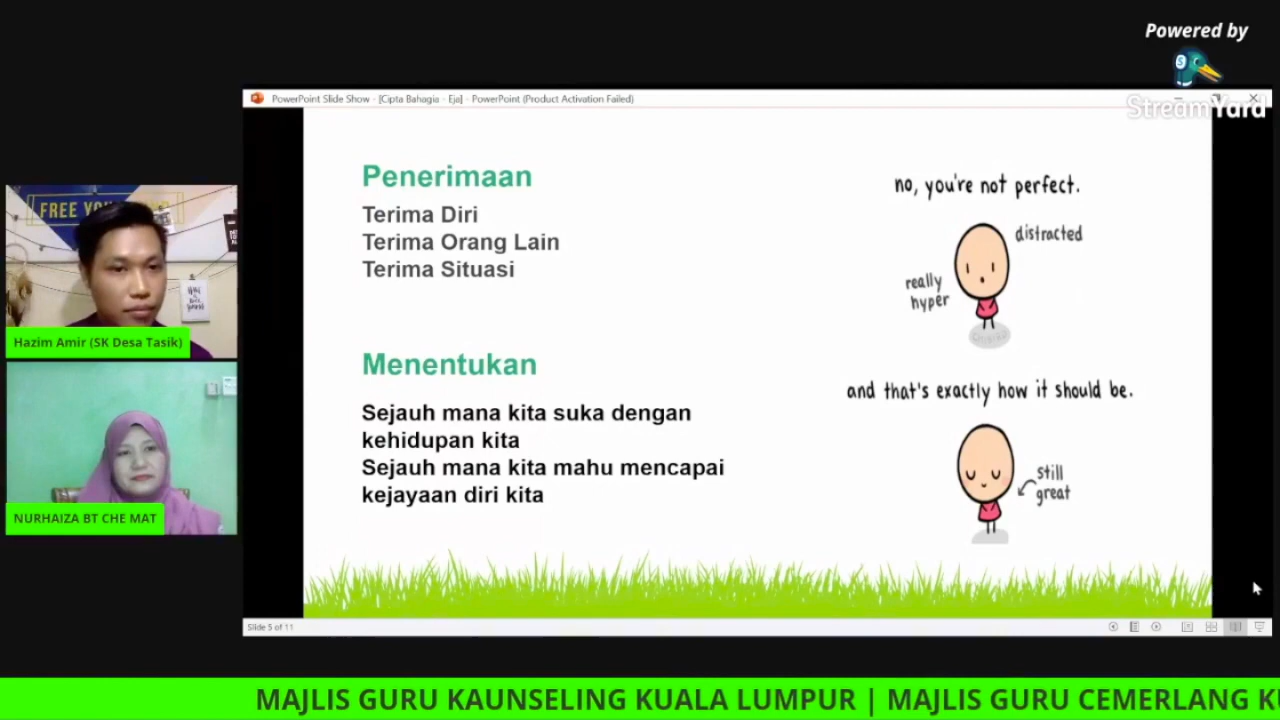 Powered by
StreamYard
PowerPoint Slide Show - [Cipta Bahagia - Eja] - PowerPoint (Product Activation Failed)
Penerimaan
Terima Diri
Terima Orang Lain
Terima Situasi
Menentukan
Sejauh mana kita suka dengan
kehidupan kita
Sejauh mana kita mahu mencapai
kejayaan diri kita
no, you're not perfect.
distracted
really
hyper
and that's exactly how it should be.
still
great
FREE
Hazim Amir (SK Desa Tasik)
NURHAIZA BT CHE MAT
Slide 5 of 11
MAJLIS GURU KAUNSELING KUALA LUMPUR | MAJLIS GURU CEMERLANG